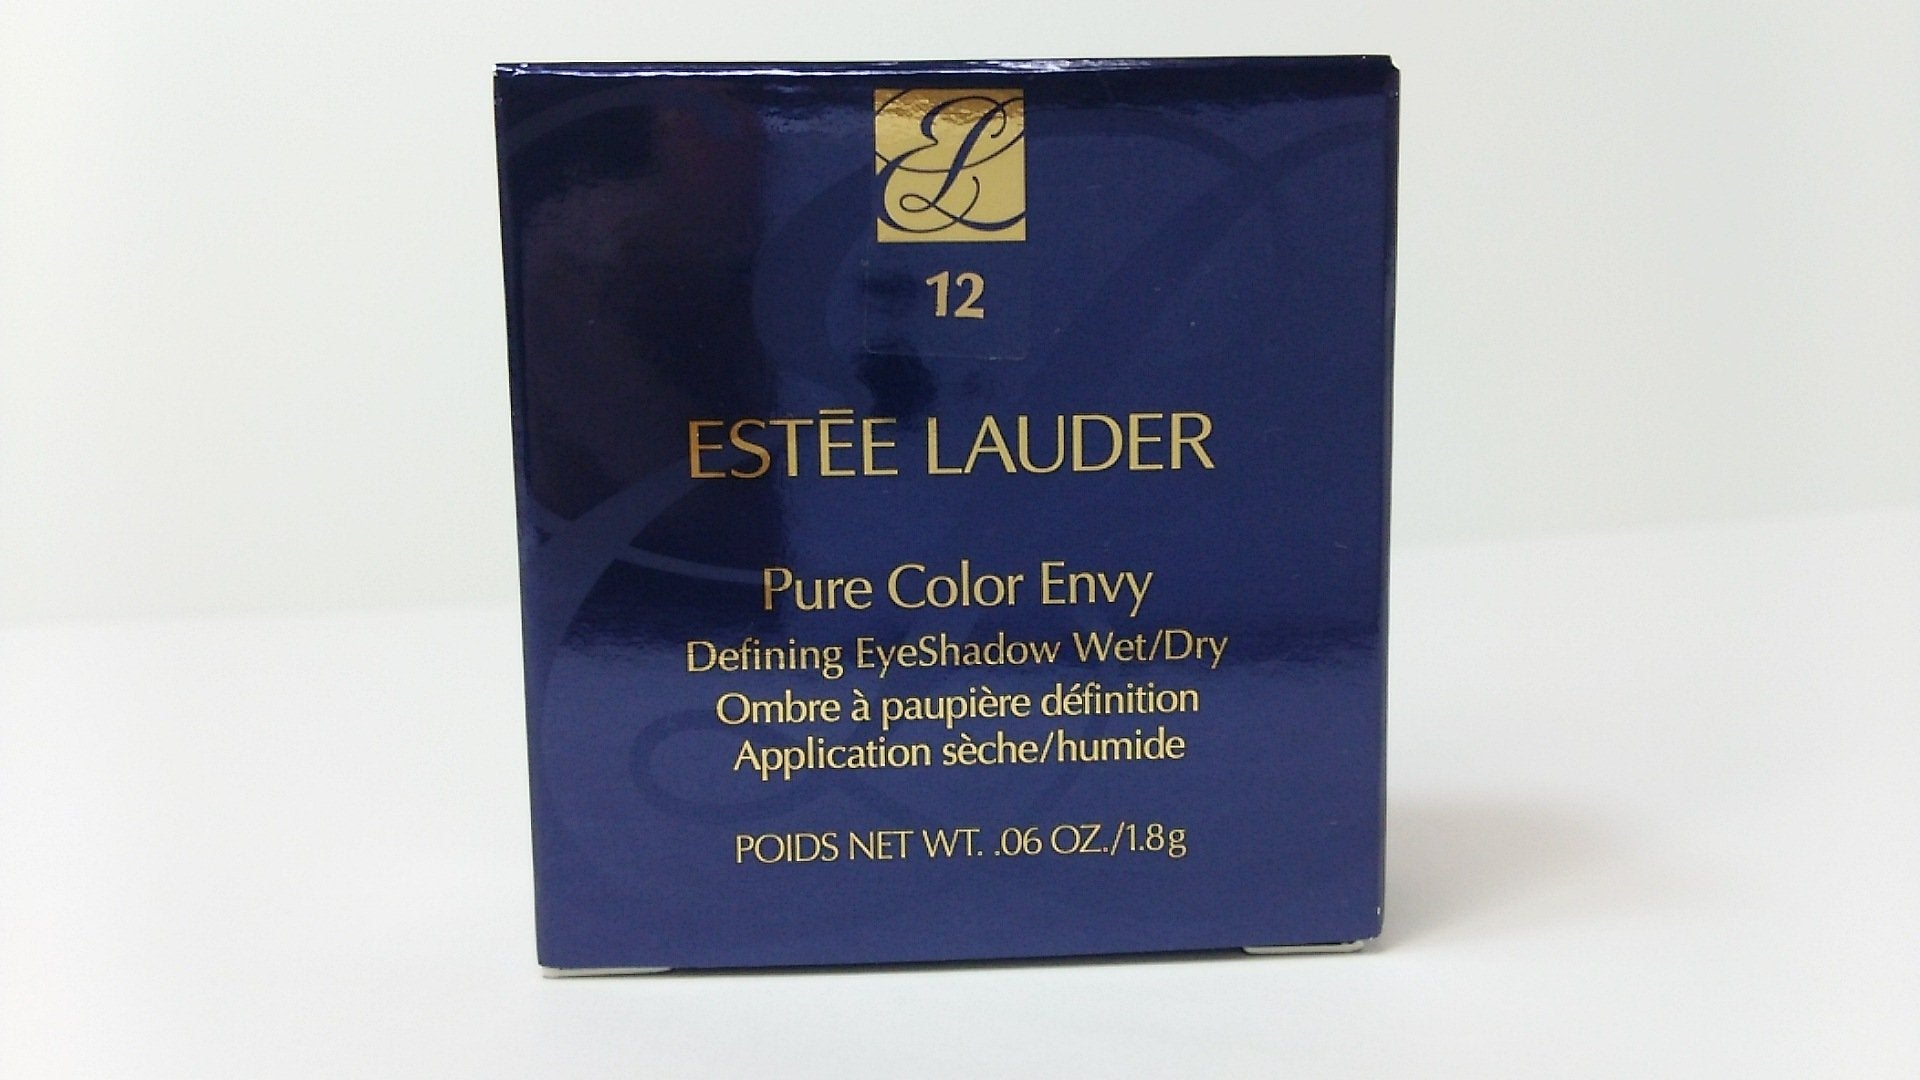 EL
12
ESTĒE LAUDER
Pure Color Envy
Defining EyeShadow Wet/Dry
Ombre à paupière définition
Application sèche/humide
POIDS NET WT. .06 OZ./1.8g